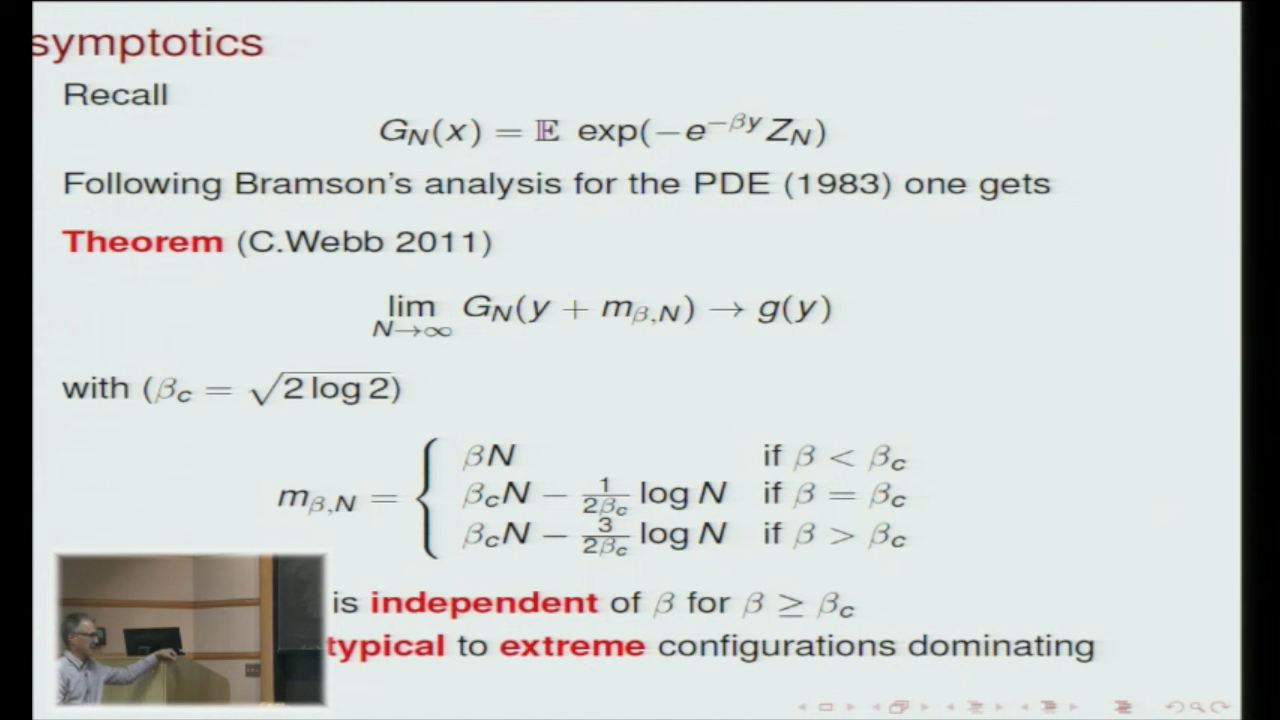 symptotics
Recall
G_N(x) = 𝔼 exp(−e^{−βy} Z_N)
Following Bramson's analysis for the PDE (1983) one gets
Theorem (C.Webb 2011)
lim_{N→∞} G_N(y + m_{β,N}) → g(y)
with (β_c = √(2 log 2))
m_{β,N} = {
βN if β < β_c
β_c N − 1/(2β_c) log N if β = β_c
β_c N − 3/(2β_c) log N if β > β_c
is independent of β for β ≥ β_c
typical to extreme configurations dominating